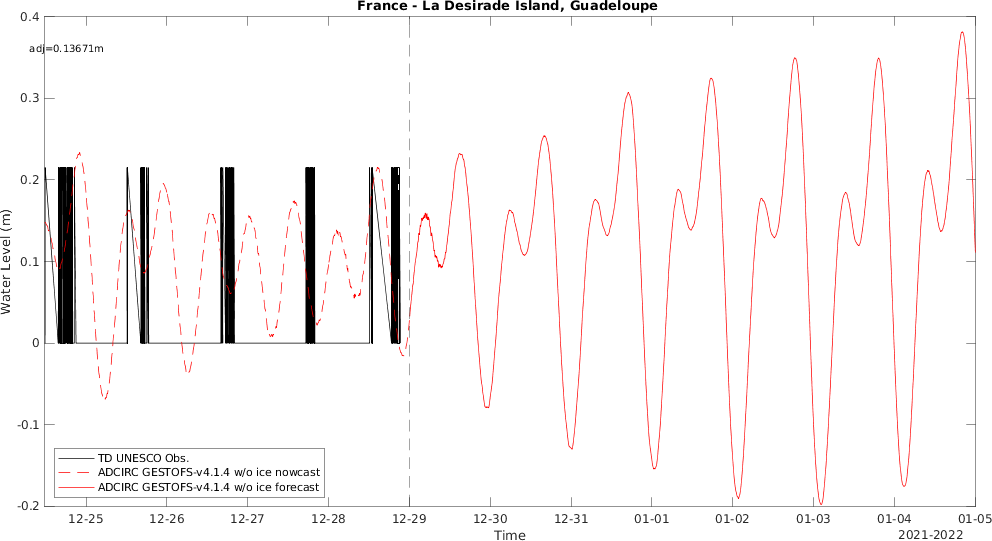 France - La Desirade Island, Guadeloupe
adj=0.13671m
0.4
0.3
0.2
0.1
0
-0.1
-0.2
Water Level (m)
TD UNESCO Obs.
ADCIRC GESTOFS-v4.1.4 w/o ice nowcast
ADCIRC GESTOFS-v4.1.4 w/o ice forecast
12-25 12-26 12-27 12-28 12-29 12-30 12-31 01-01 01-02 01-03 01-04 01-05
Time
2021-2022